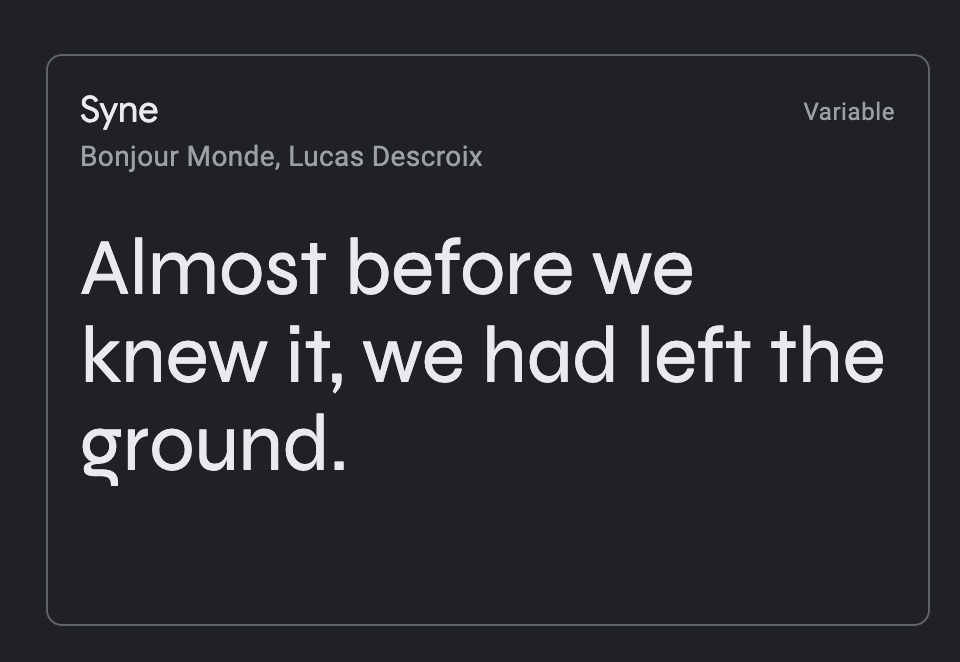 Syne
Variable
Bonjour Monde, Lucas Descroix
Almost before we
knew it, we had left the
ground.